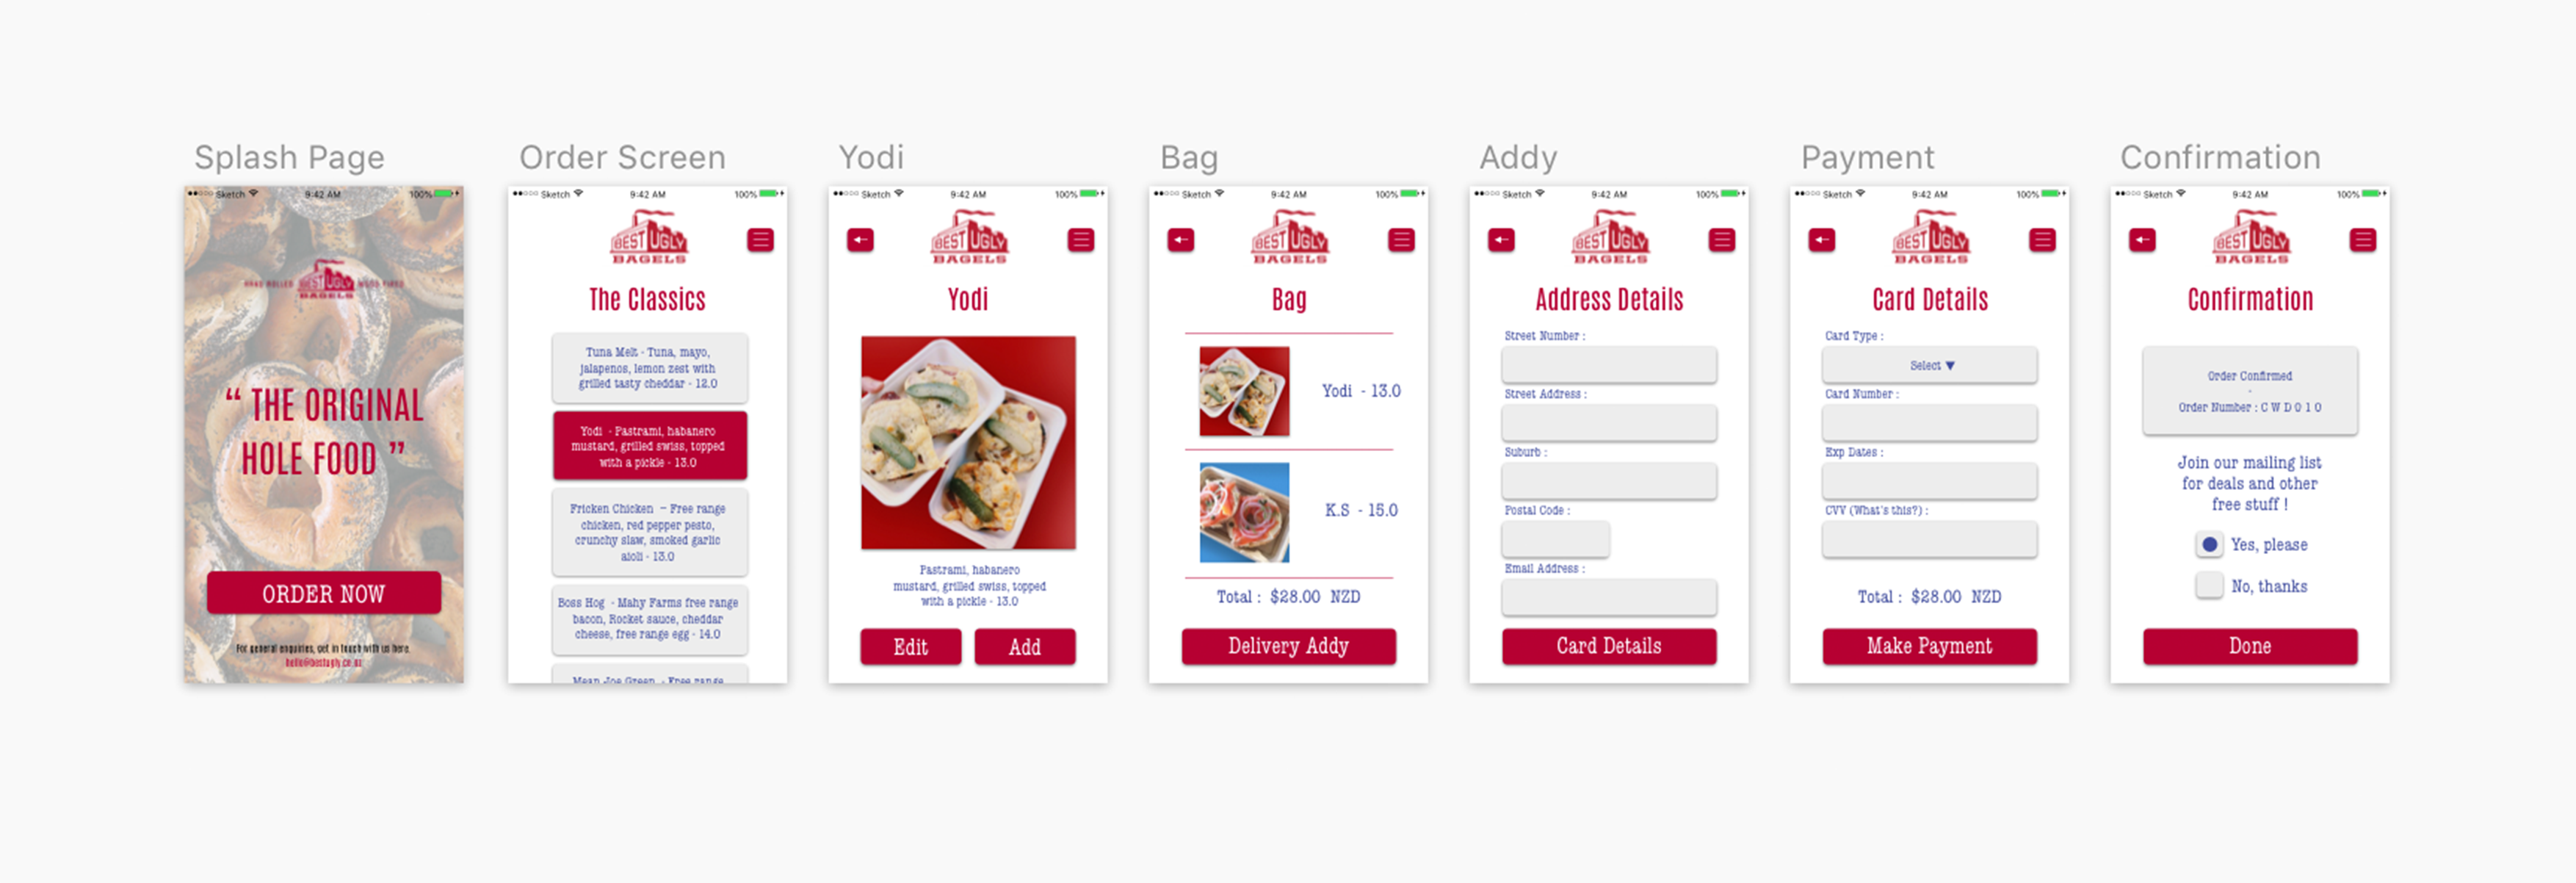 Splash Page
Sketch 9:42 AM 100%
HAND ROLLED BEST UGLY BAGELS WOOD FIRED
“ THE ORIGINAL
HOLE FOOD ”
ORDER NOW
For general enquiries, get in touch with us here.
hello@bestugly.co.nz
Order Screen
Sketch 9:42 AM 100%
BEST UGLY
BAGELS
The Classics
Tuna Melt - Tuna, mayo,
jalapenos, lemon zest with
grilled tasty cheddar - 12.0
Yodi - Pastrami, habanero
mustard, grilled swiss, topped
with a pickle - 13.0
Fricken Chicken – Free range
chicken, red pepper pesto,
crunchy slaw, smoked garlic
aioli - 13.0
Boss Hog - Mahy Farms free range
bacon, Rocket sauce, cheddar
cheese, free range egg - 14.0
Mean Joe Green - Free range
Yodi
Sketch 9:42 AM 100%
BEST UGLY
BAGELS
Yodi
Pastrami, habanero
mustard, grilled swiss, topped
with a pickle - 13.0
Edit
Add
Bag
Sketch 9:42 AM 100%
BEST UGLY
BAGELS
Bag
Yodi - 13.0
K.S - 15.0
Total : $28.00 NZD
Delivery Addy
Addy
Sketch 9:42 AM 100%
BEST UGLY
BAGELS
Address Details
Street Number :
Street Address :
Suburb :
Postal Code :
Email Address :
Card Details
Payment
Sketch 9:42 AM 100%
BEST UGLY
BAGELS
Card Details
Card Type :
Select ▼
Card Number :
Exp Dates :
CVV (What's this?) :
Total : $28.00 NZD
Make Payment
Confirmation
Sketch 9:42 AM 100%
BEST UGLY
BAGELS
Confirmation
Order Confirmed
-
Order Number : C W D 0 1 0
Join our mailing list
for deals and other
free stuff !
Yes, please
No, thanks
Done